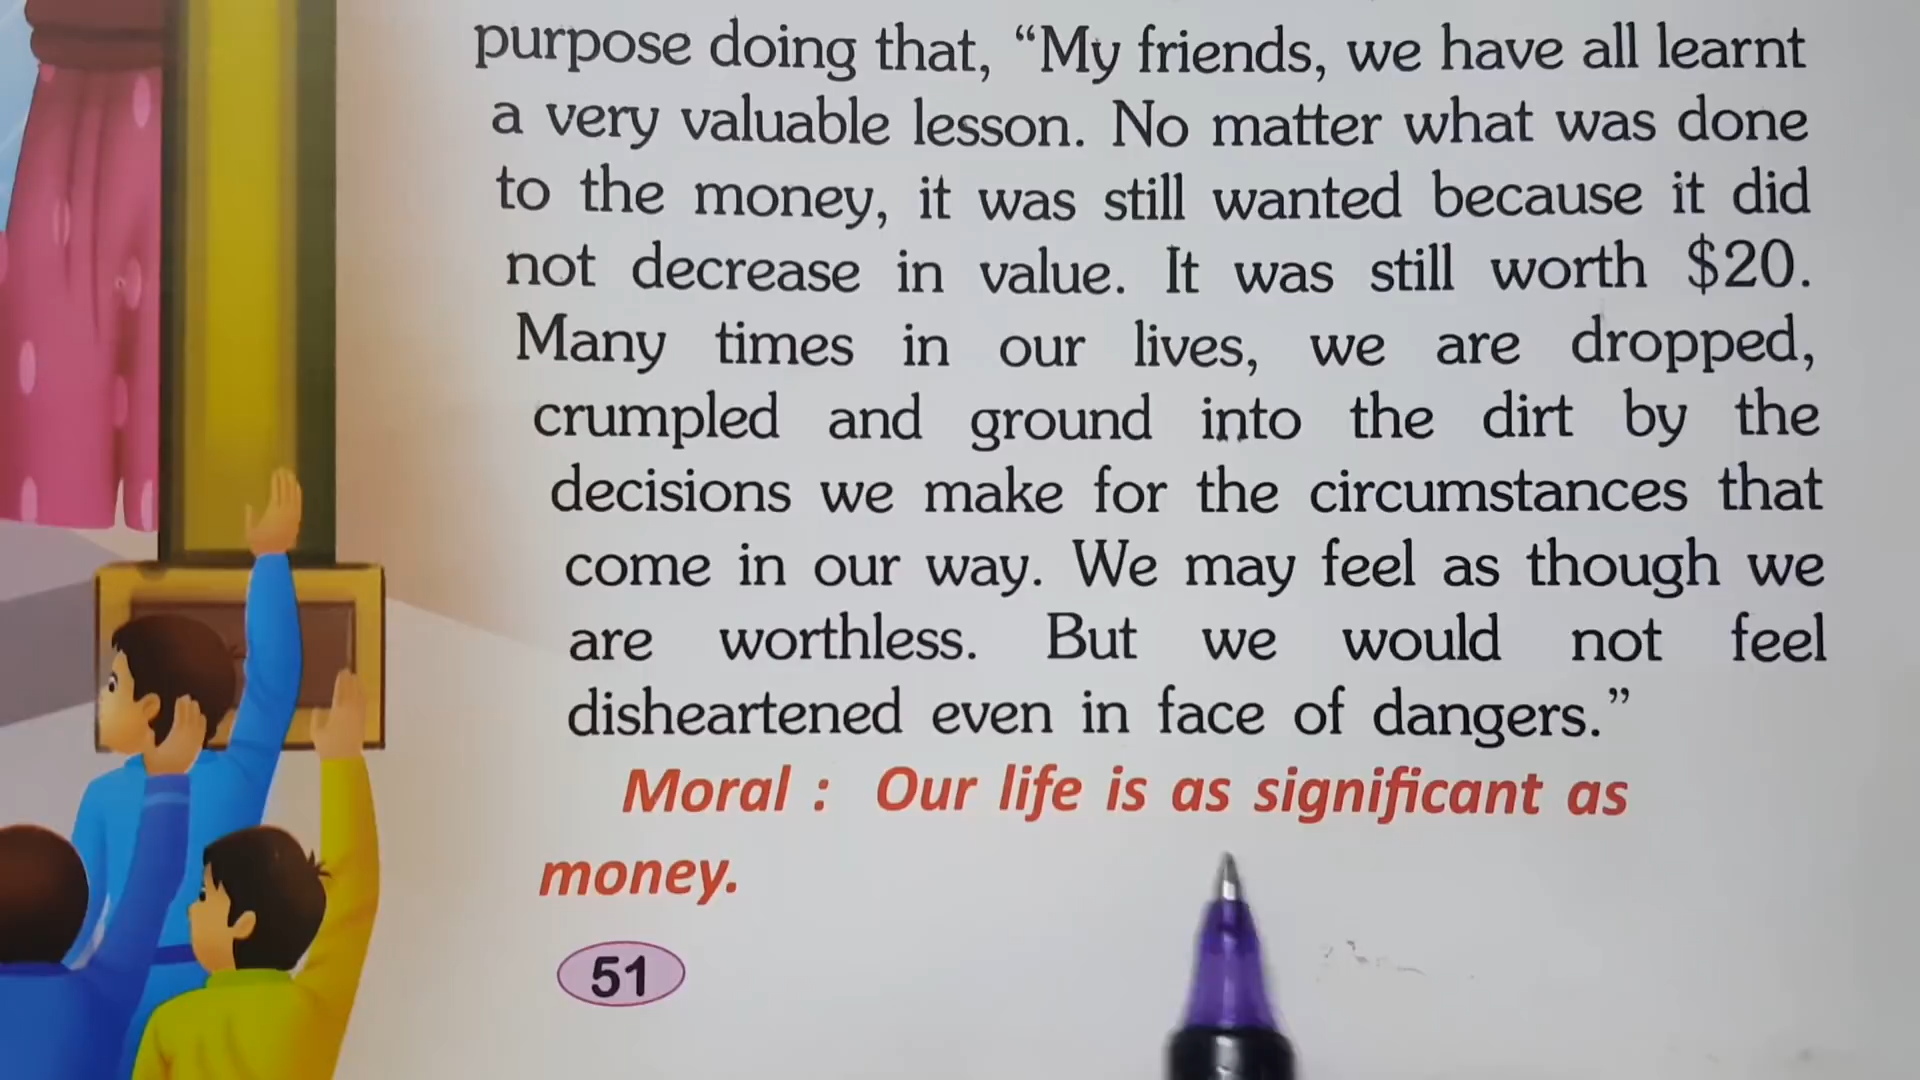 purpose doing that, “My friends, we have all learnt
a very valuable lesson. No matter what was done
to the money, it was still wanted because it did
not decrease in value. It was still worth $20.
Many times in our lives, we are dropped,
crumpled and ground into the dirt by the
decisions we make for the circumstances that
come in our way. We may feel as though we
are worthless. But we would not feel
disheartened even in face of dangers.”
Moral : Our life is as significant as
money.
51